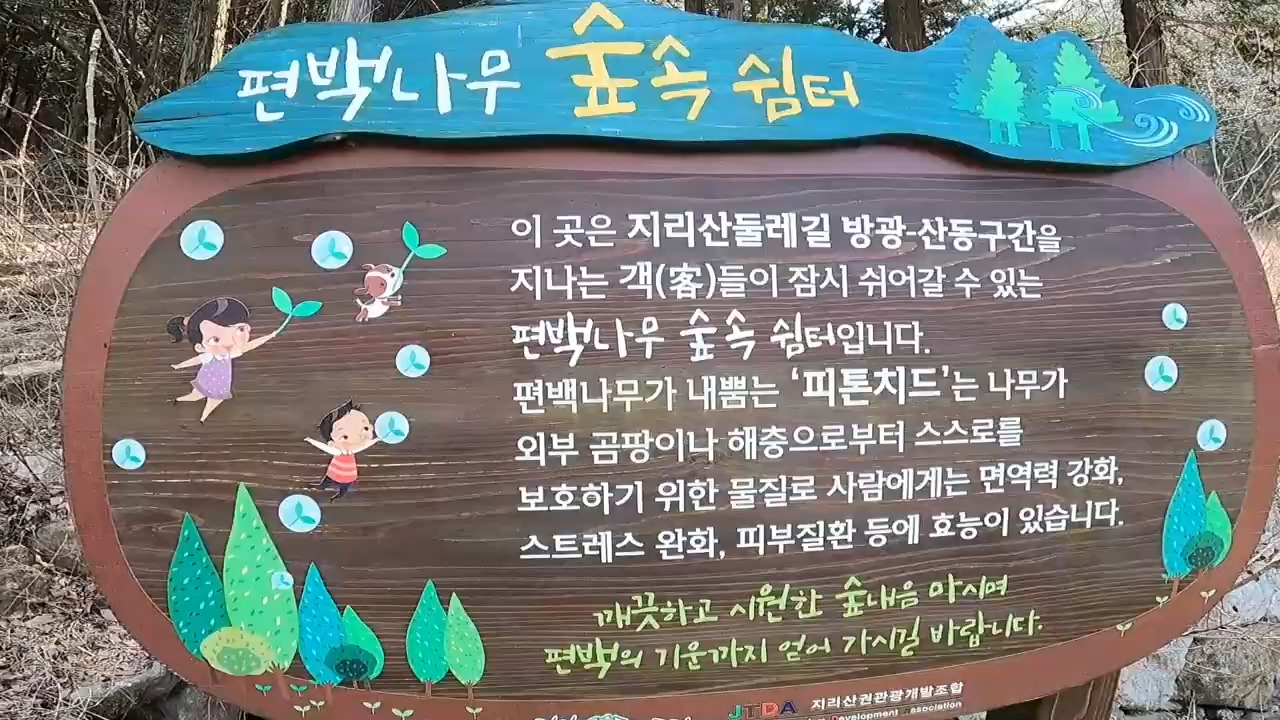 편백나무 숲속 쉼터
이 곳은 지리산둘레길 방광-산동구간을
지나는 객(客)들이 잠시 쉬어갈 수 있는
편백나무 숲속 쉼터입니다.
편백나무가 내뿜는 ‘피톤치드’는 나무가
외부 곰팡이나 해충으로부터 스스로를
보호하기 위한 물질로 사람에게는 면역력 강화,
스트레스 완화, 피부질환 등에 효능이 있습니다.
깨끗하고 시원한 숲내음 마시며
편백의 기운까지 얻어 가시길 바랍니다.
JTDA 지리산권관광개발조합
Development Association